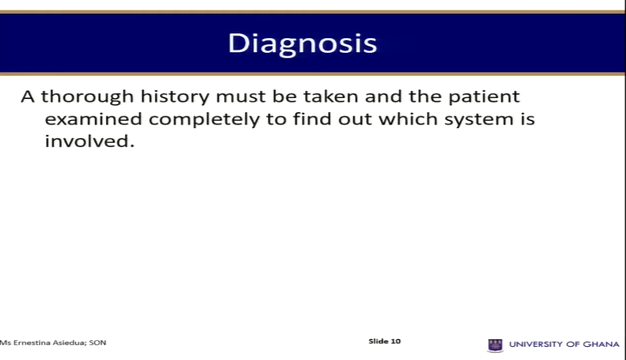 Diagnosis
A thorough history must be taken and the patient
examined completely to find out which system is
involved.
Ms Ernestina Asiedua; SON
Slide 10
UNIVERSITY OF GHANA